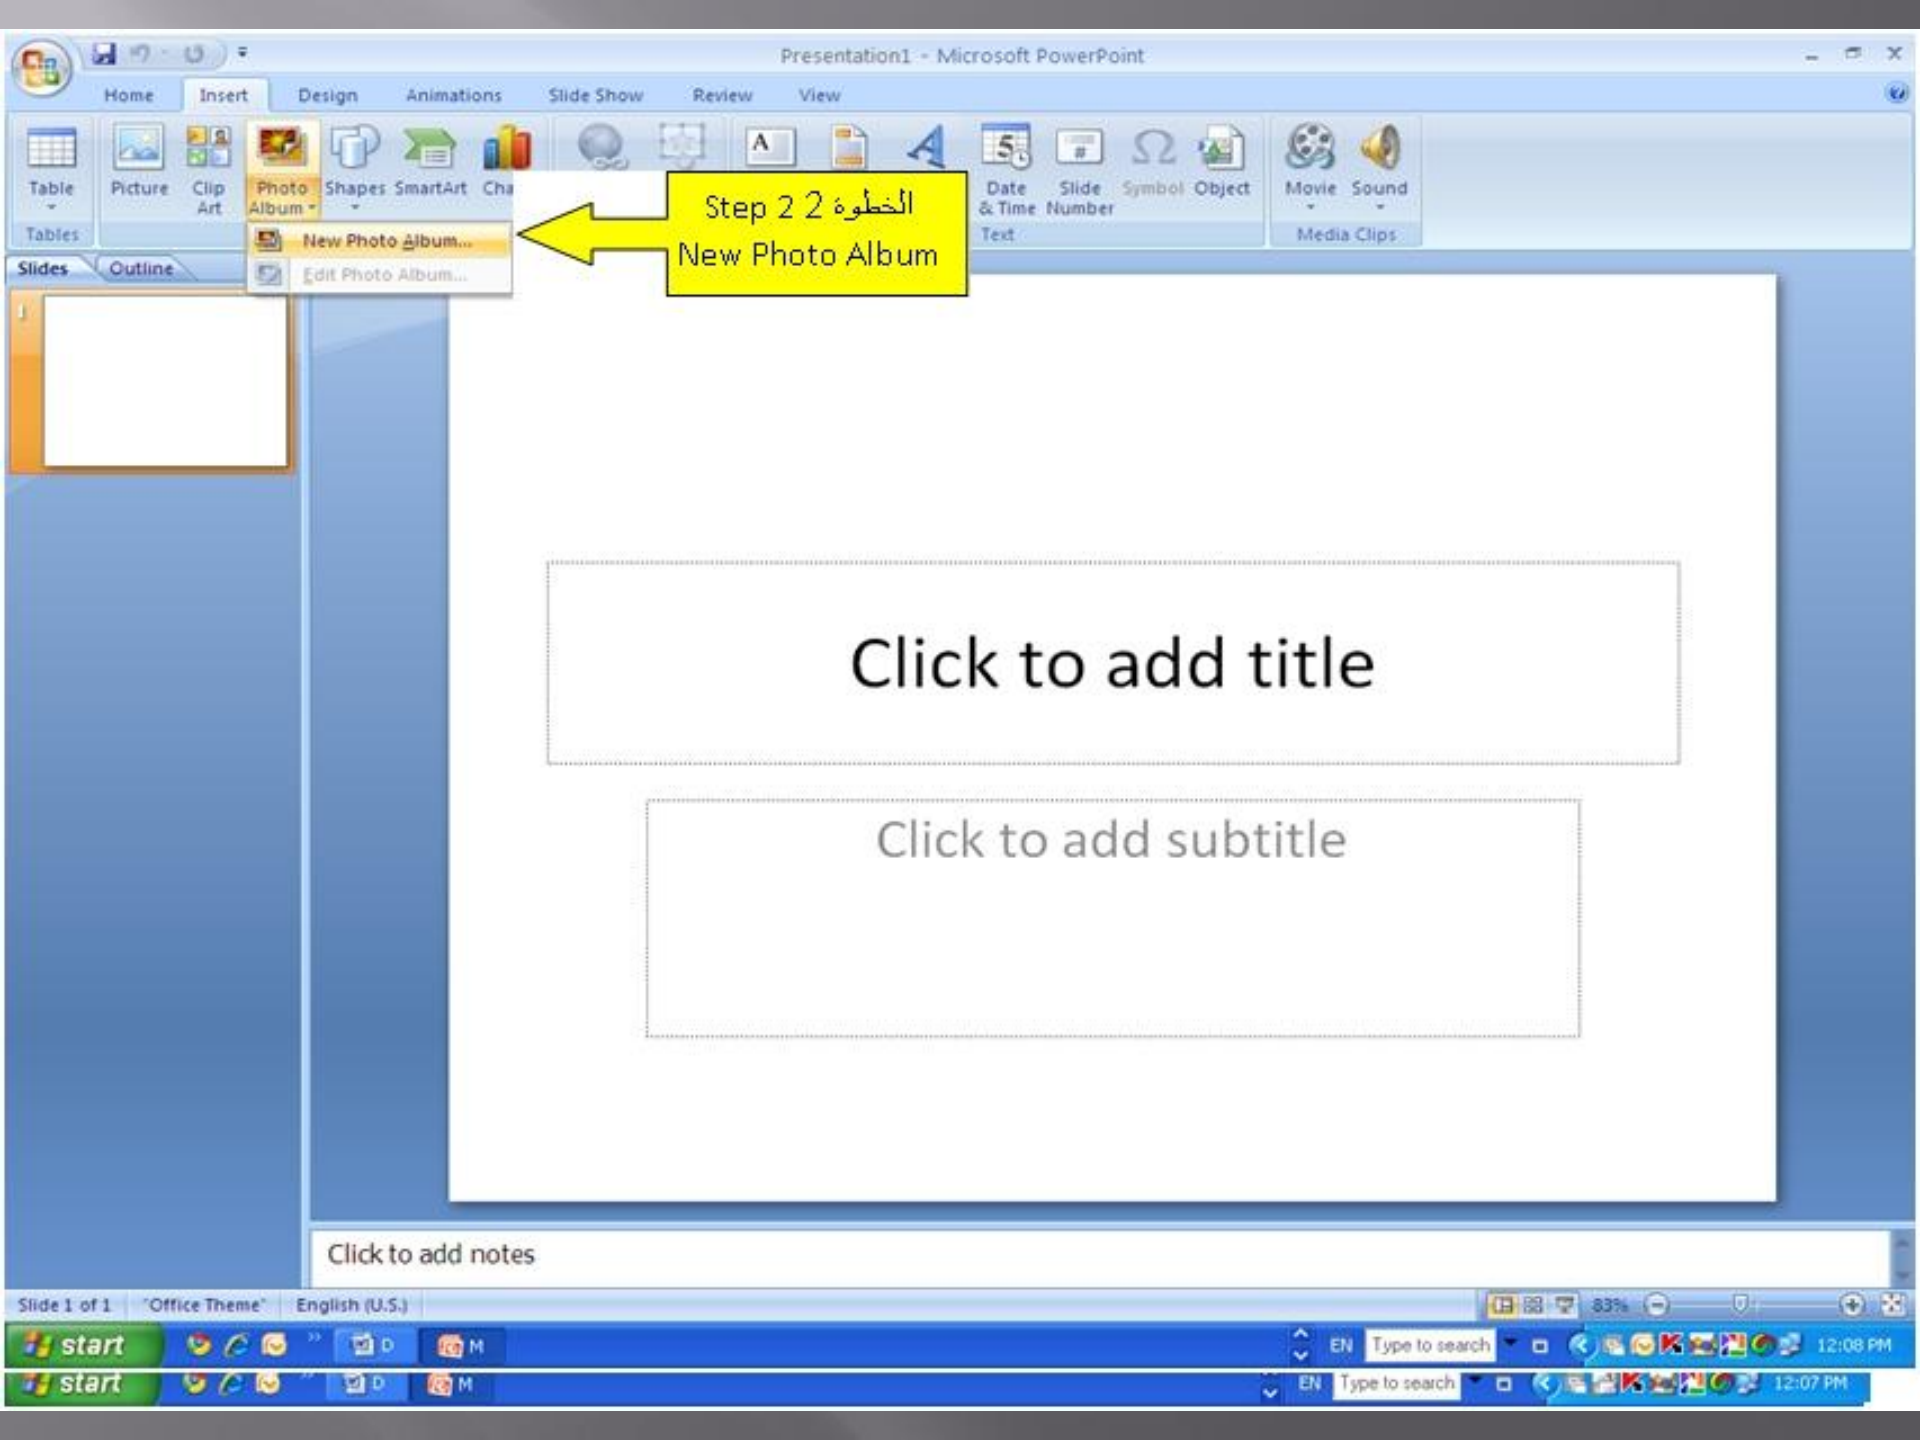 Presentation1 - Microsoft PowerPoint
Home Insert Design Animations Slide Show Review View
Table Picture Clip Art Photo Album Shapes SmartArt Cha Date & Time Slide Number Symbol Object Movie Sound
Tables Text Media Clips
New Photo Album...
Edit Photo Album...
Step 2 الخطوة 2
New Photo Album
Slides Outline
1
Click to add title
Click to add subtitle
Click to add notes
Slide 1 of 1 "Office Theme" English (U.S.) 83%
start D M EN Type to search 12:08 PM
start D M EN Type to search 12:07 PM